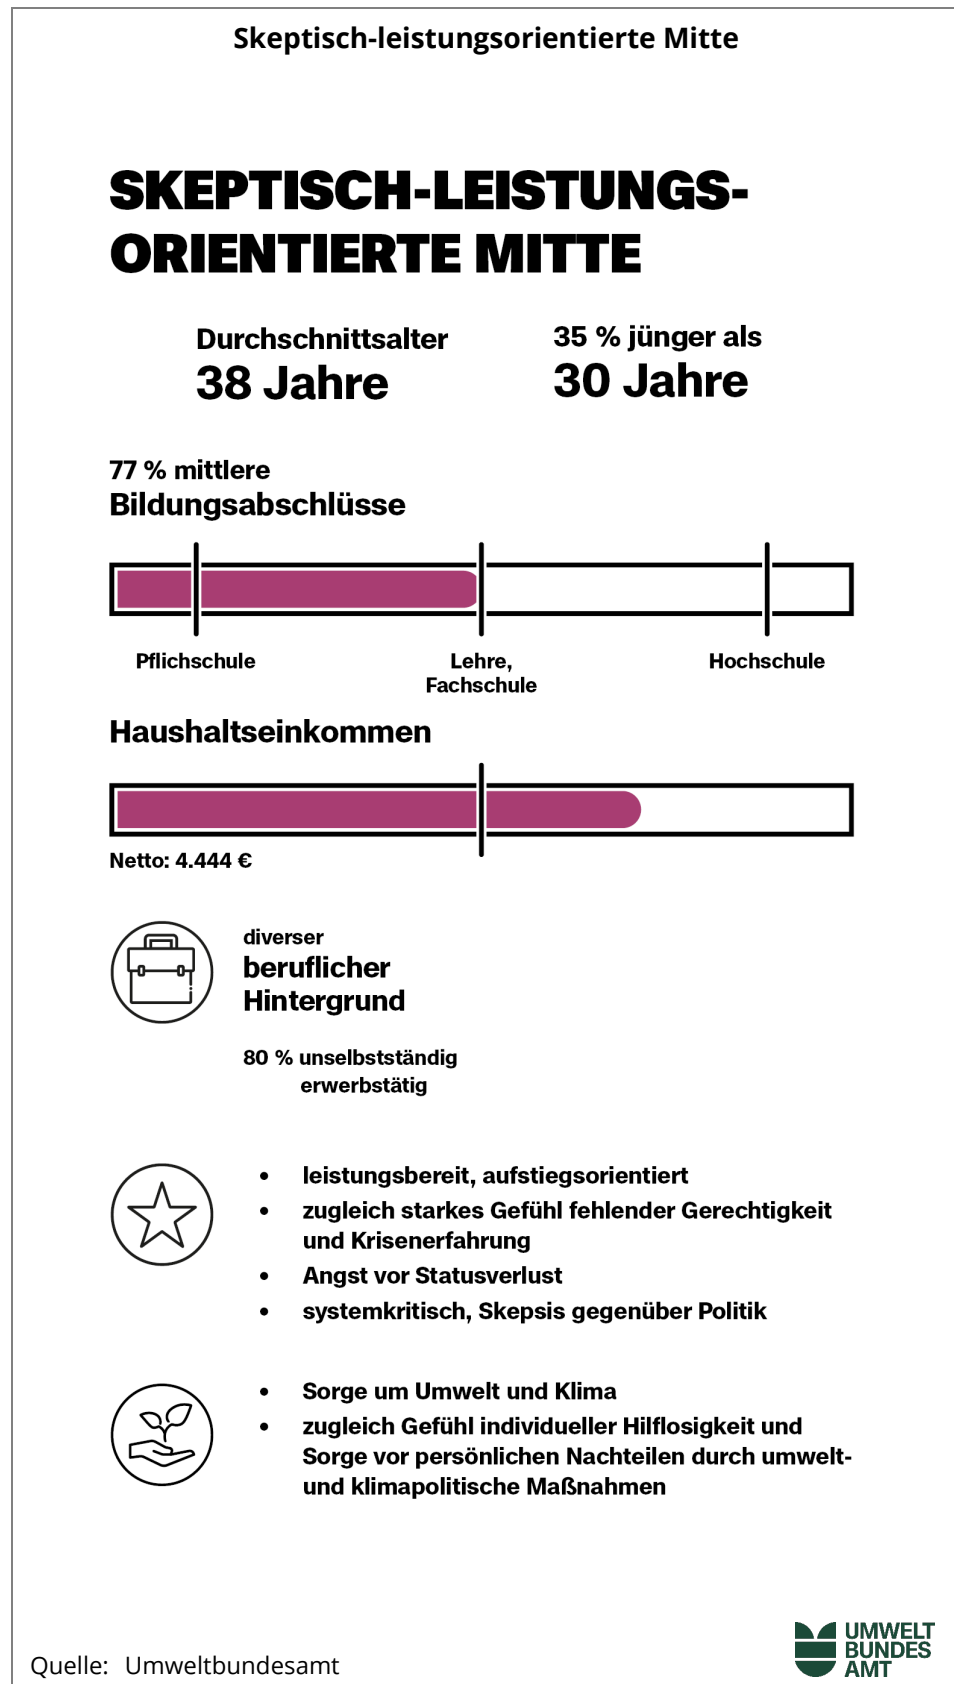 Skeptisch-leistungsorientierte Mitte
SKEPTISCH-LEISTUNGS-
ORIENTIERTE MITTE
Durchschnittsalter
38 Jahre
35 % jünger als
30 Jahre
77 % mittlere
Bildungsabschlüsse
Pflichschule
Lehre,
Fachschule
Hochschule
Haushaltseinkommen
Netto: 4.444 €
diverser
beruflicher
Hintergrund
80 % unselbstständig
erwerbstätig
• leistungsbereit, aufstiegsorientiert
• zugleich starkes Gefühl fehlender Gerechtigkeit
und Krisenerfahrung
• Angst vor Statusverlust
• systemkritisch, Skepsis gegenüber Politik
• Sorge um Umwelt und Klima
• zugleich Gefühl individueller Hilflosigkeit und
Sorge vor persönlichen Nachteilen durch umwelt-
und klimapolitische Maßnahmen
Quelle: Umweltbundesamt
UMWELT
BUNDES
AMT